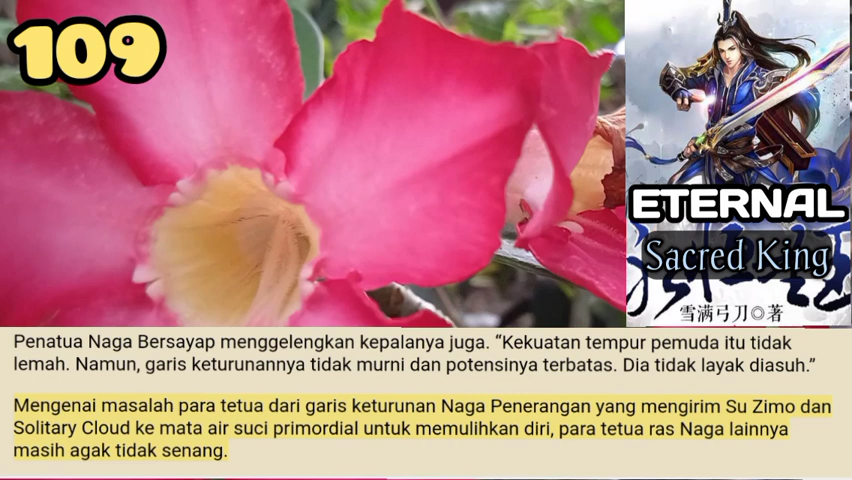 109
ETERNAL
Sacred King
雪满弓刀◎著
Penatua Naga Bersayap menggelengkan kepalanya juga. “Kekuatan tempur pemuda itu tidak
lemah. Namun, garis keturunannya tidak murni dan potensinya terbatas. Dia tidak layak diasuh.”
Mengenai masalah para tetua dari garis keturunan Naga Penerangan yang mengirim Su Zimo dan
Solitary Cloud ke mata air suci primordial untuk memulihkan diri, para tetua ras Naga lainnya
masih agak tidak senang.